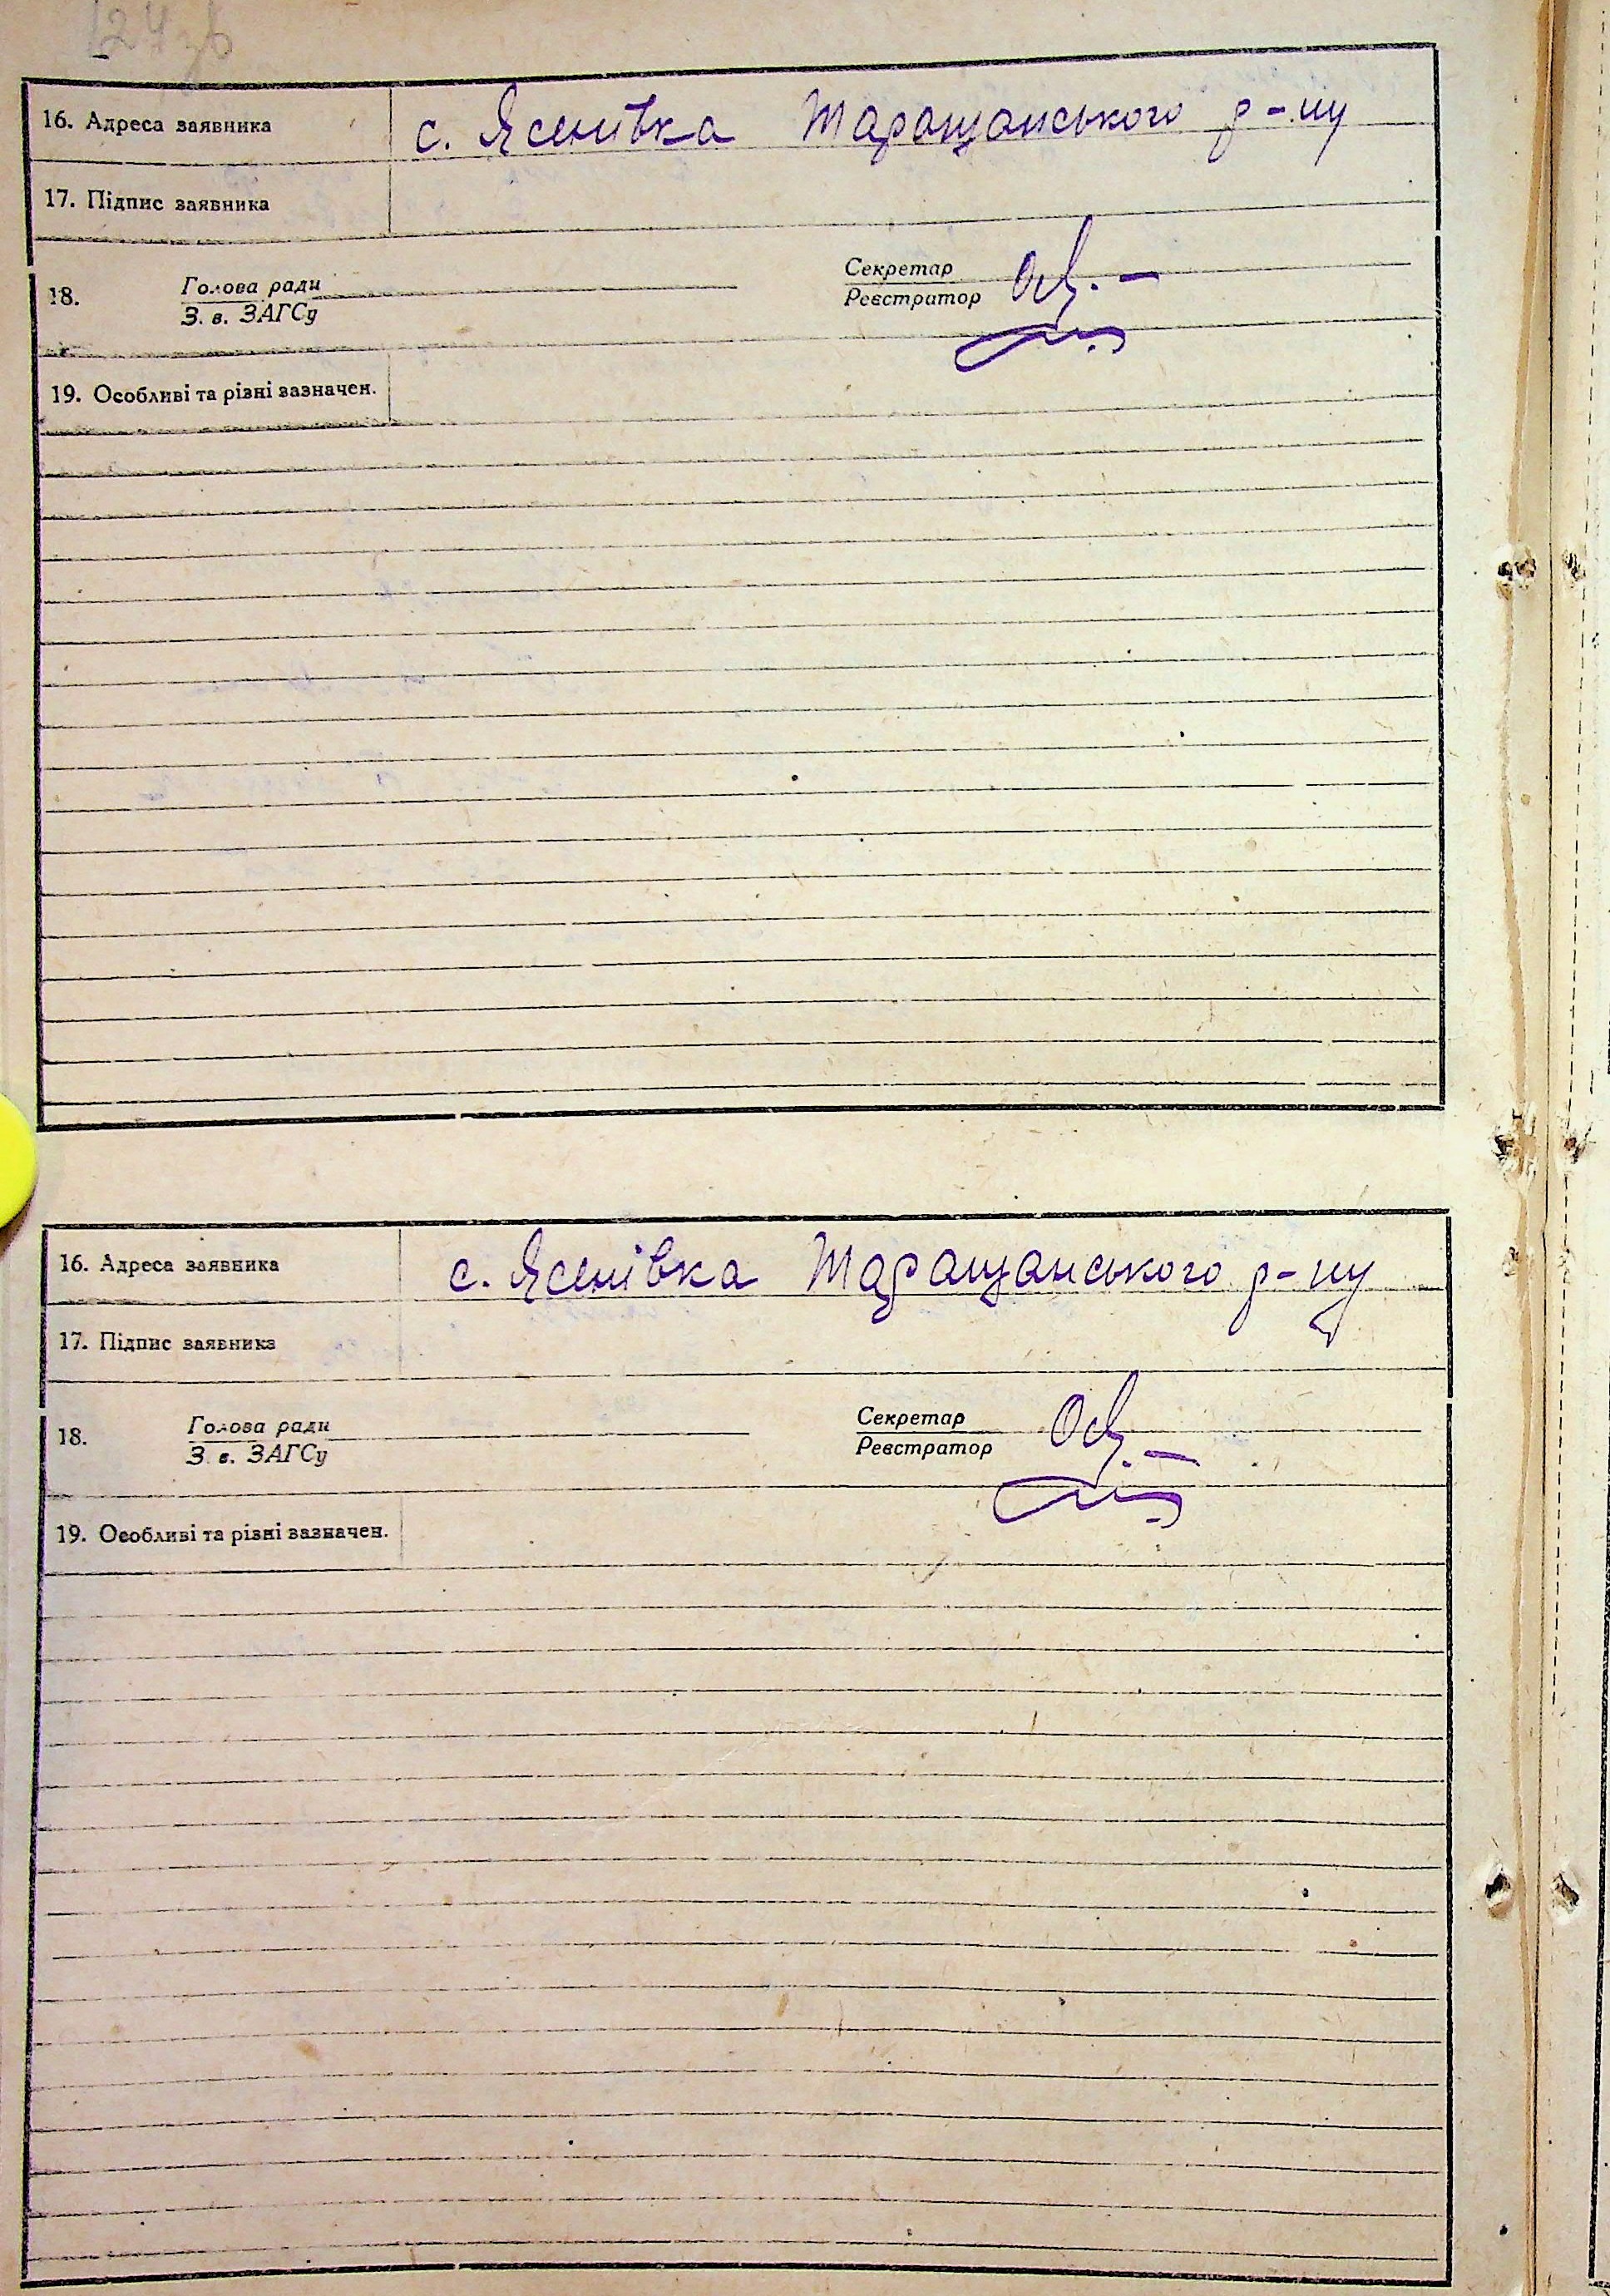 124 зв
16. Адреса заявника с. Ясенівка Таращанського р-ну
17. Підпис заявника
18. Голова ради Секретар
З. в. ЗАГСу Реєстратор
19. Особливі та різні зазначен.
16. Адреса заявника с. Ясенівка Таращанського р-ну
17. Підпис заявника
18. Голова ради Секретар
З. в. ЗАГСу Реєстратор
19. Особливі та різні зазначен.